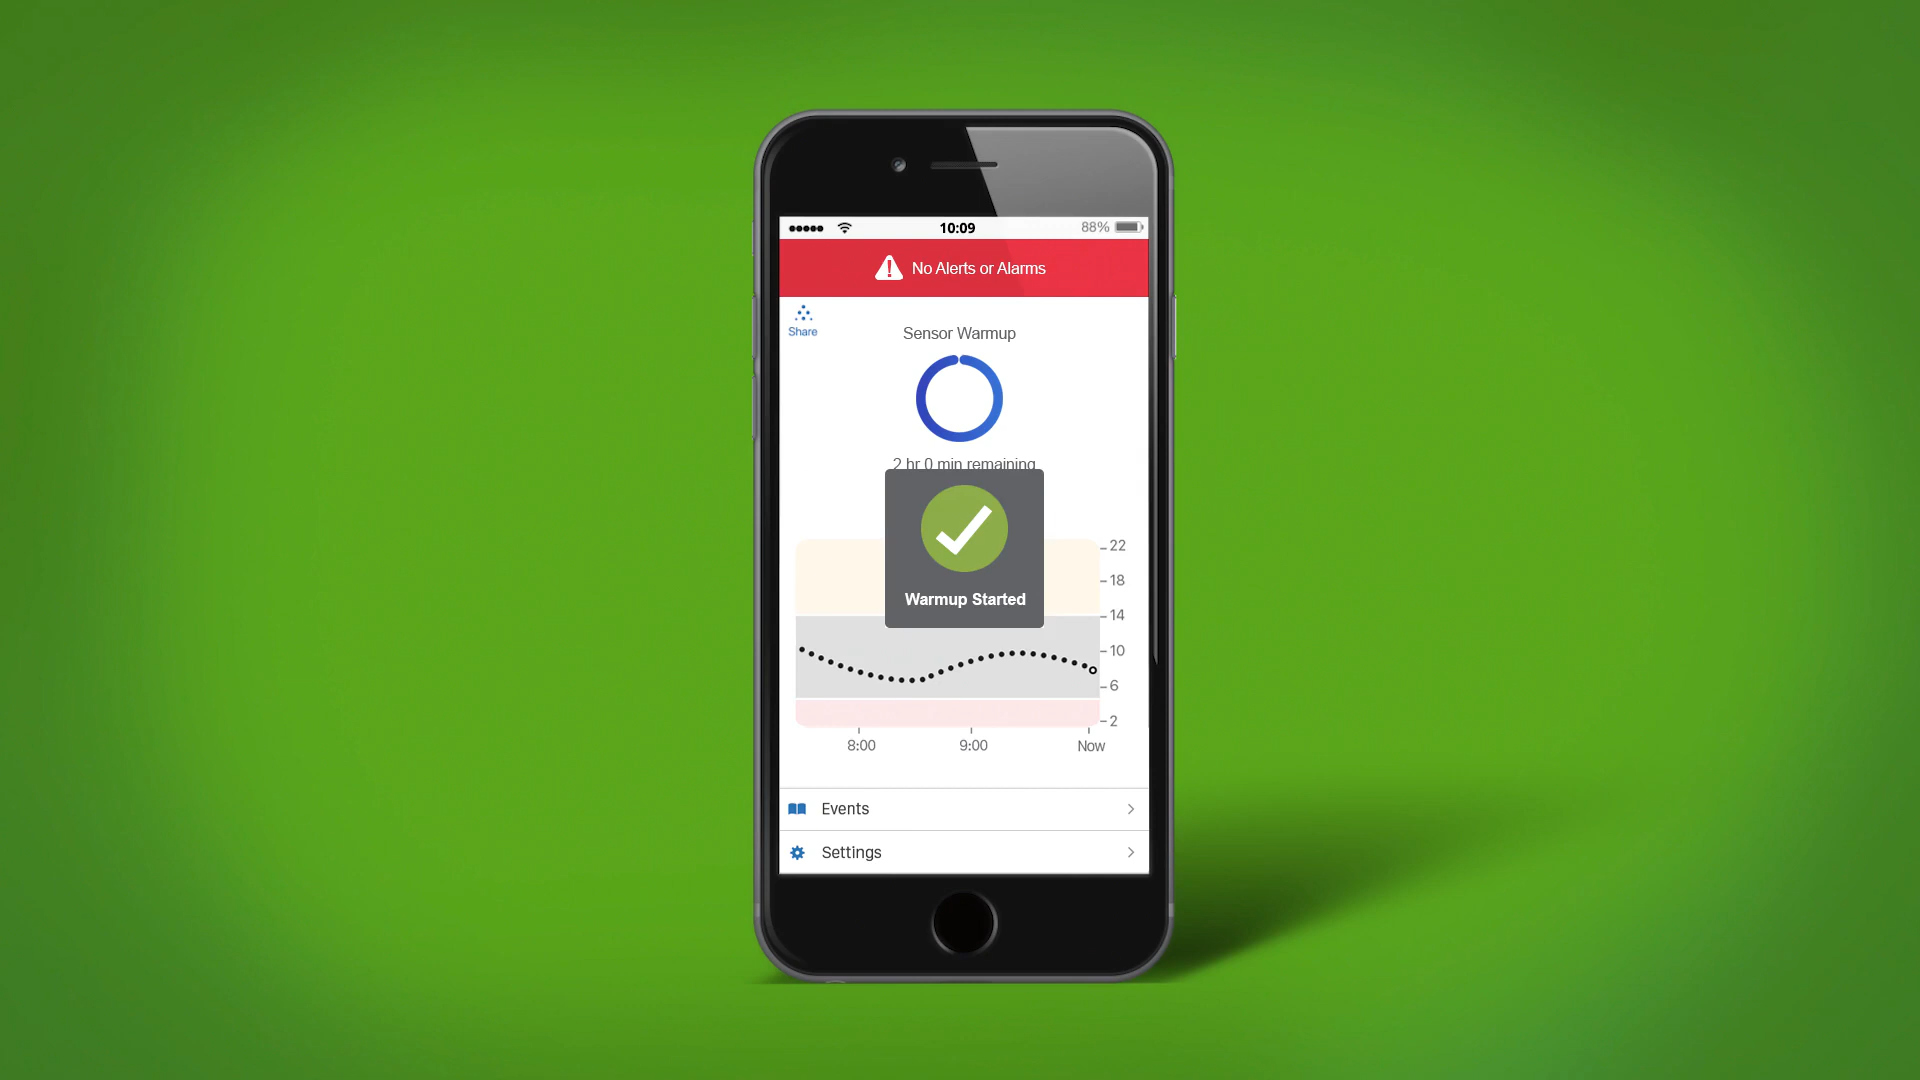 10:09 88%
No Alerts or Alarms
Share
Sensor Warmup
2 hr 0 min remaining
Warmup Started
22
18
14
10
6
2
8:00 9:00 Now
Events
Settings